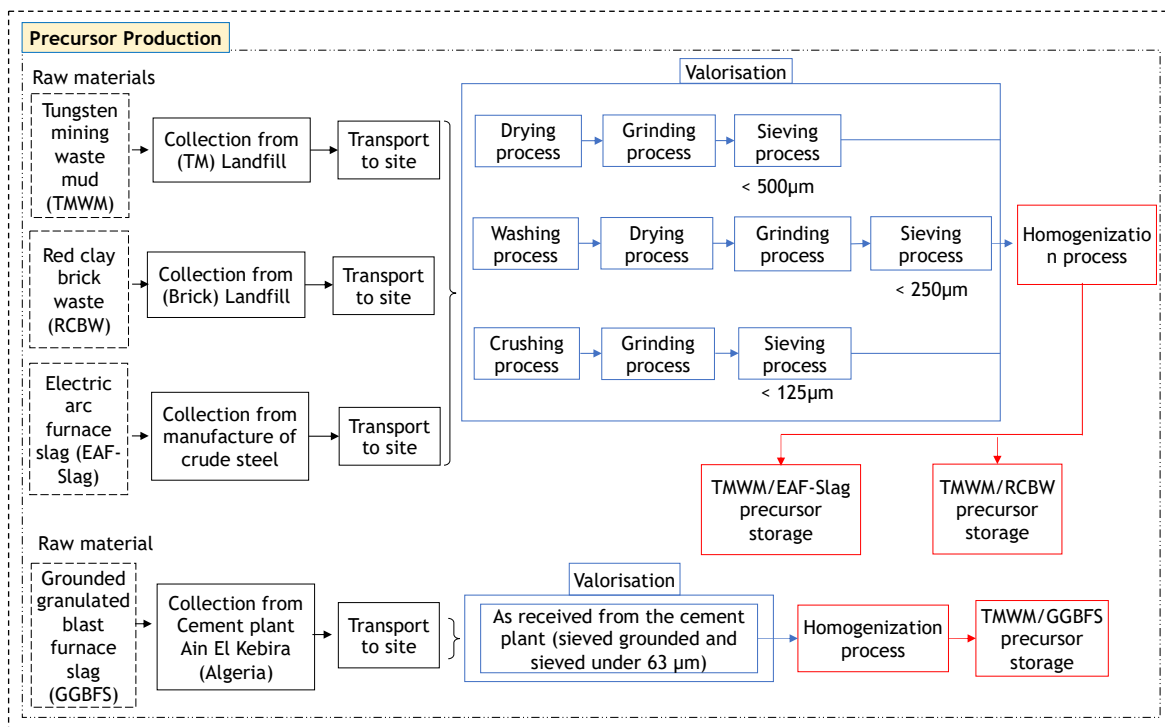 Precursor Production
Raw materials
Tungsten
mining
waste
mud
(TMWM)
Collection from
(TM) Landfill
Transport
to site
Red clay
brick
waste
(RCBW)
Collection from
(Brick) Landfill
Transport
to site
Electric
arc
furnace
slag (EAF-
Slag)
Collection from
manufacture of
crude steel
Transport
to site
Valorisation
Drying
process
Grinding
process
Sieving
process
< 500µm
Washing
process
Drying
process
Grinding
process
Sieving
process
< 250µm
Crushing
process
Grinding
process
Sieving
process
< 125µm
Homogenizatio
n process
TMWM/EAF-Slag
precursor
storage
TMWM/RCBW
precursor
storage
Raw material
Grounded
granulated
blast
furnace
slag
(GGBFS)
Collection from
Cement plant
Ain El Kebira
(Algeria)
Transport
to site
Valorisation
As received from the cement
plant (sieved grounded and
sieved under 63 µm)
Homogenization
process
TMWM/GGBFS
precursor
storage